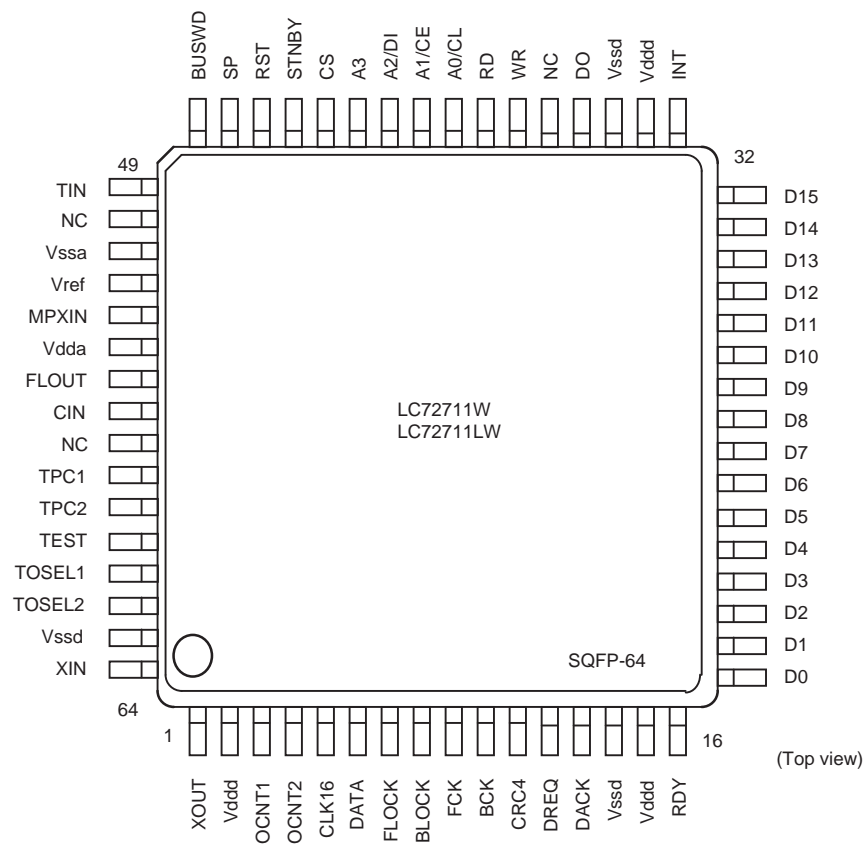 BUSWD
SP
RST
STNBY
CS
A3
A2/DI
A1/CE
A0/CL
RD
WR
NC
DO
Vssd
Vddd
INT
49
32
TIN
NC
Vssa
Vref
MPXIN
Vdda
FLOUT
CIN
NC
TPC1
TPC2
TEST
TOSEL1
TOSEL2
Vssd
XIN
LC72711W
LC72711LW
SQFP-64
D15
D14
D13
D12
D11
D10
D9
D8
D7
D6
D5
D4
D3
D2
D1
D0
64
1
16
(Top view)
XOUT
Vddd
OCNT1
OCNT2
CLK16
DATA
FLOCK
BLOCK
FCK
BCK
CRC4
DREQ
DACK
Vssd
Vddd
RDY